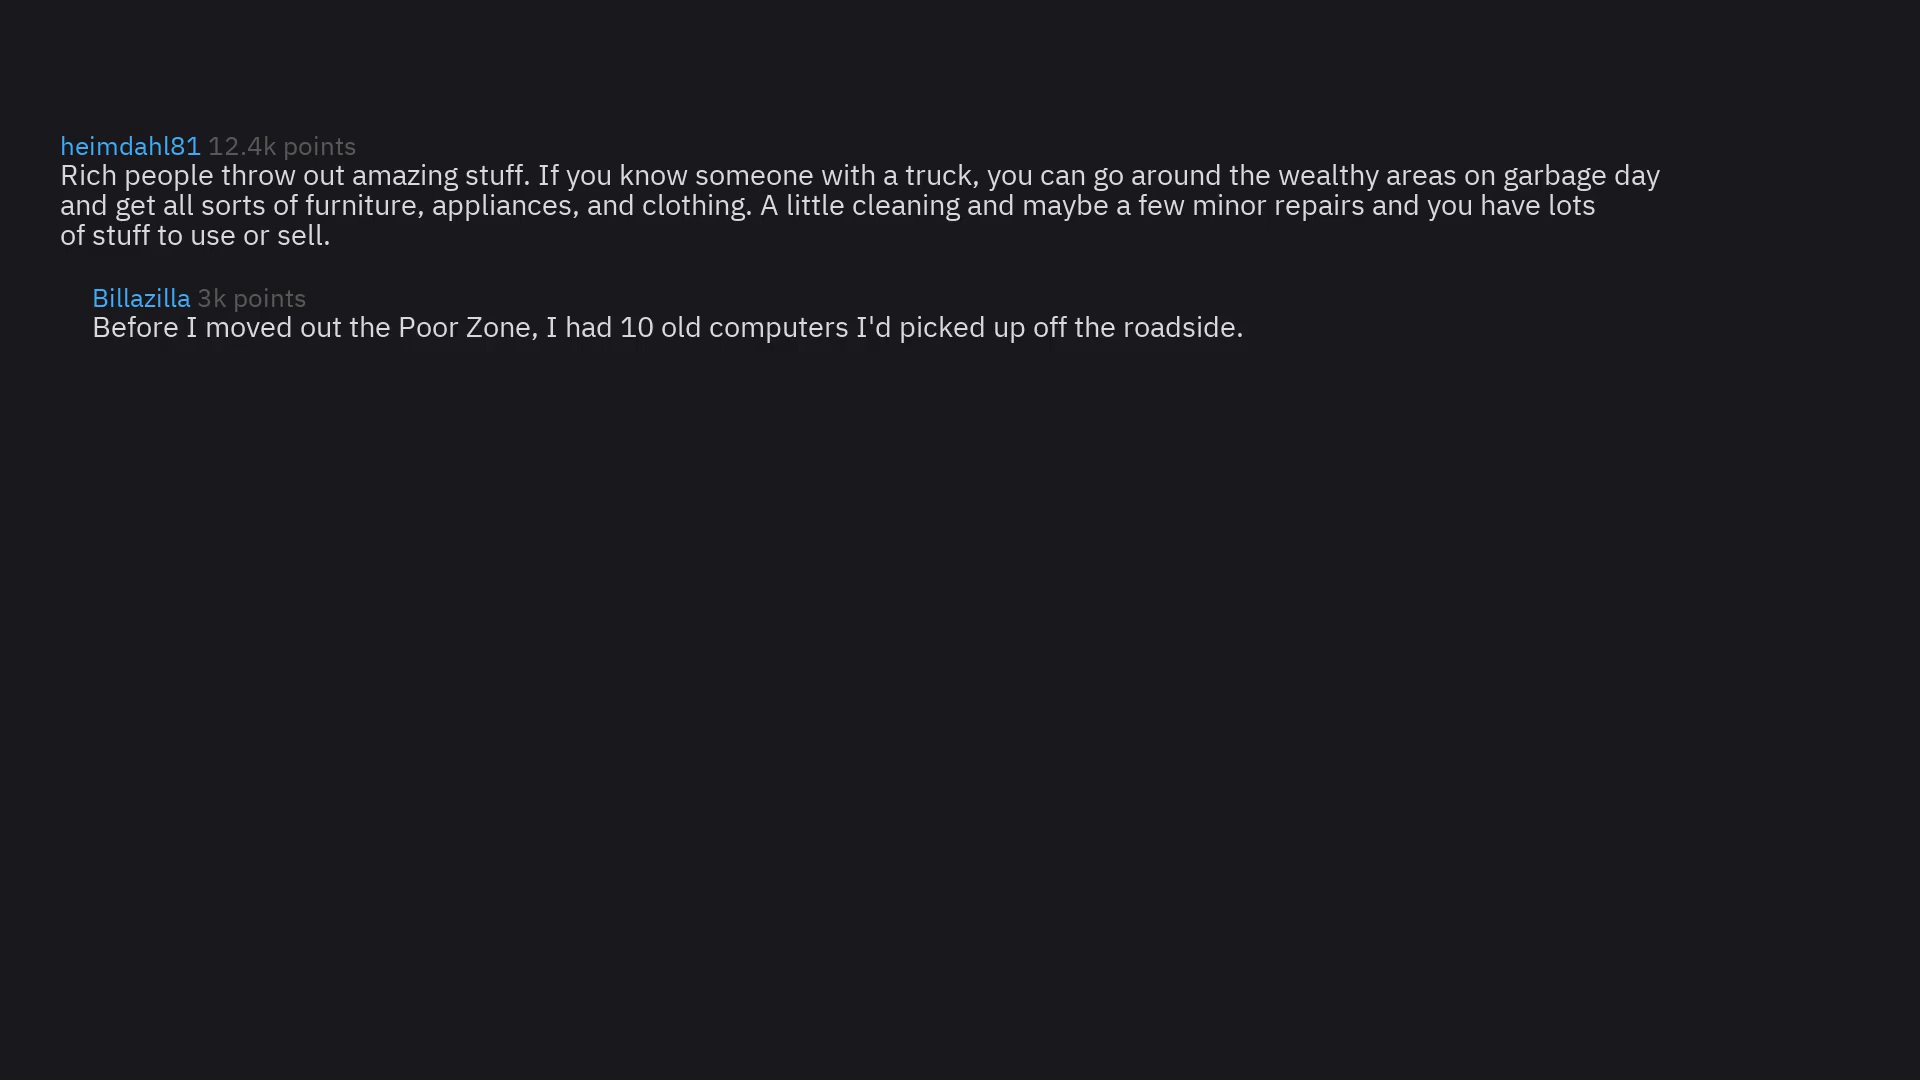 heimdahl81 12.4k points
Rich people throw out amazing stuff. If you know someone with a truck, you can go around the wealthy areas on garbage day
and get all sorts of furniture, appliances, and clothing. A little cleaning and maybe a few minor repairs and you have lots
of stuff to use or sell.
Billazilla 3k points
Before I moved out the Poor Zone, I had 10 old computers I'd picked up off the roadside.